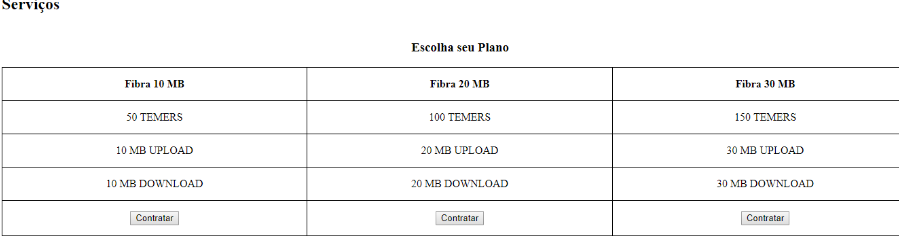 Serviços
Escolha seu Plano
Fibra 10 MB Fibra 20 MB Fibra 30 MB
50 TEMERS 100 TEMERS 150 TEMERS
10 MB UPLOAD 20 MB UPLOAD 30 MB UPLOAD
10 MB DOWNLOAD 20 MB DOWNLOAD 30 MB DOWNLOAD
Contratar Contratar Contratar